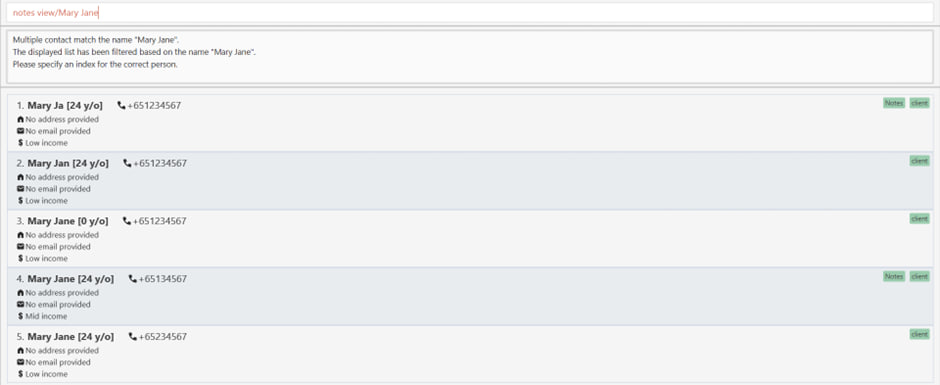 notes view/Mary Jane
Multiple contact match the name "Mary Jane".
The displayed list has been filtered based on the name "Mary Jane".
Please specify an index for the correct person.
1. Mary Ja [24 y/o] +651234567 Notes client
No address provided
No email provided
$ Low income
2. Mary Jan [24 y/o] +651234567 client
No address provided
No email provided
$ Low income
3. Mary Jane [0 y/o] +651234567 client
No address provided
No email provided
$ Low income
4. Mary Jane [24 y/o] +65134567 Notes client
No address provided
No email provided
$ Mid income
5. Mary Jane [24 y/o] +65234567 client
No address provided
No email provided
$ Low income